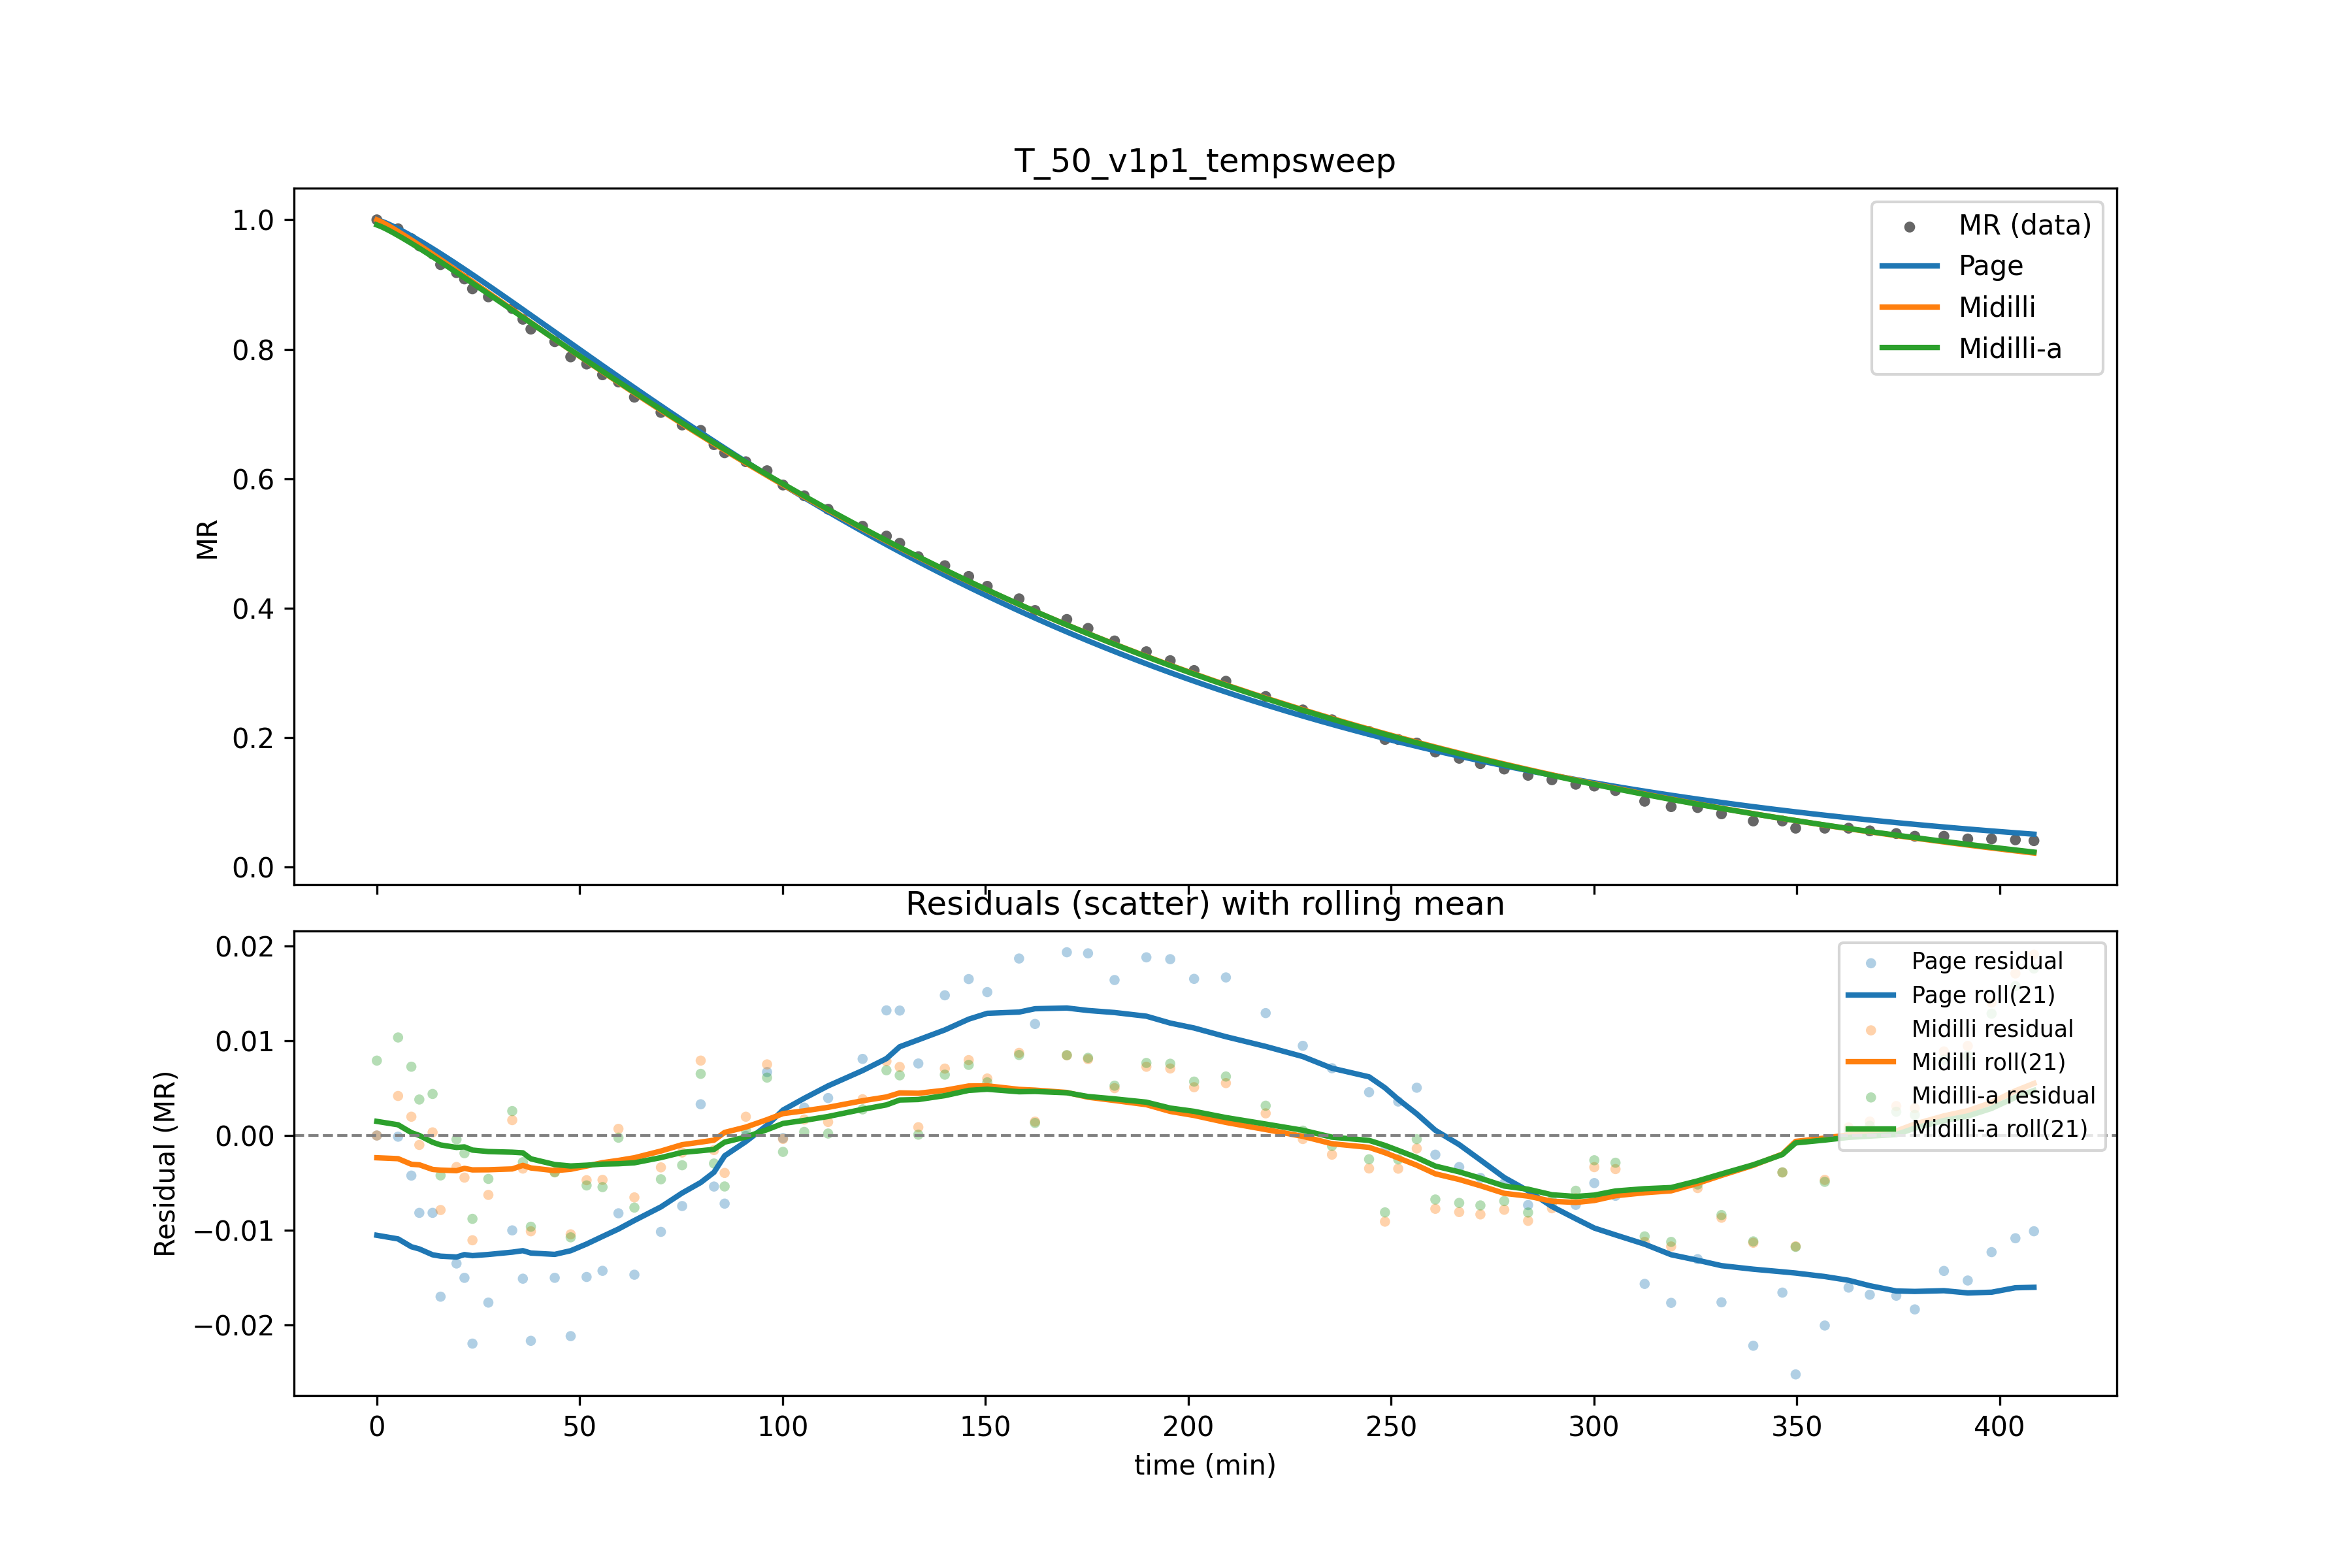 T_50_v1p1_tempsweep
MR
1.0
0.8
0.6
0.4
0.2
0.0
MR (data)
Page
Midilli
Midilli-a
Residuals (scatter) with rolling mean
Residual (MR)
0.02
0.01
0.00
−0.01
−0.02
Page residual
Page roll(21)
Midilli residual
Midilli roll(21)
Midilli-a residual
Midilli-a roll(21)
0 50 100 150 200 250 300 350 400
time (min)